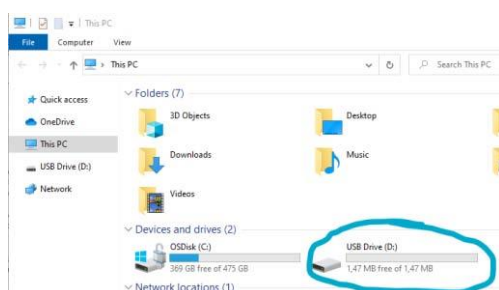 This PC
File Computer View
This PC
Search This PC
Quick access
OneDrive
This PC
USB Drive (D:)
Network
Folders (7)
3D Objects
Desktop
Downloads
Music
Videos
Devices and drives (2)
OSDisk (C:)
369 GB free of 475 GB
USB Drive (D:)
1,47 MB free of 1,47 MB
Network locations (1)